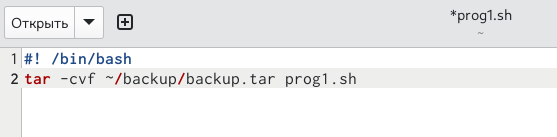 Открыть
*prog1.sh
~
1 #! /bin/bash
2 tar -cvf ~/backup/backup.tar prog1.sh